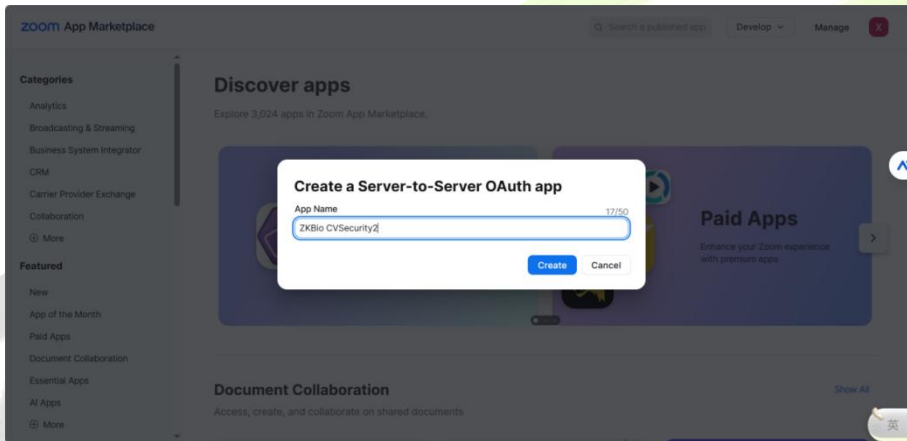 zoom App Marketplace
Search a published app
Develop
Manage
X
Categories
Analytics
Broadcasting & Streaming
Business System Integrator
CRM
Carrier Provider Exchange
Collaboration
More
Featured
New
App of the Month
Paid Apps
Document Collaboration
Essential Apps
AI Apps
More
Discover apps
Explore 3,024 apps in Zoom App Marketplace.
Create a Server-to-Server OAuth app
App Name
17/50
ZKBio CVSecurity2
Create
Cancel
Paid Apps
Enhance your Zoom experience
with premium apps
Document Collaboration
Show All
Access, create, and collaborate on shared documents
英